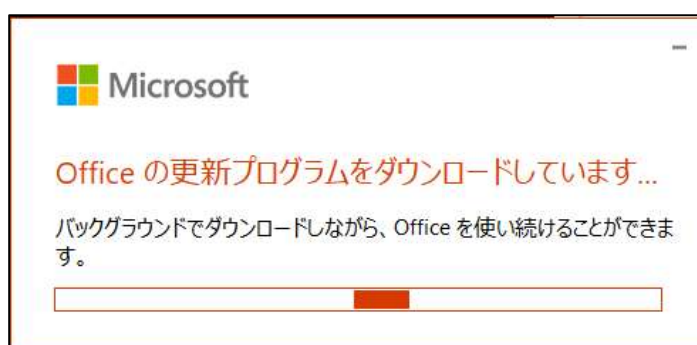 Microsoft
Office の更新プログラムをダウンロードしています...
バックグラウンドでダウンロードしながら、Office を使い続けることができま
す。